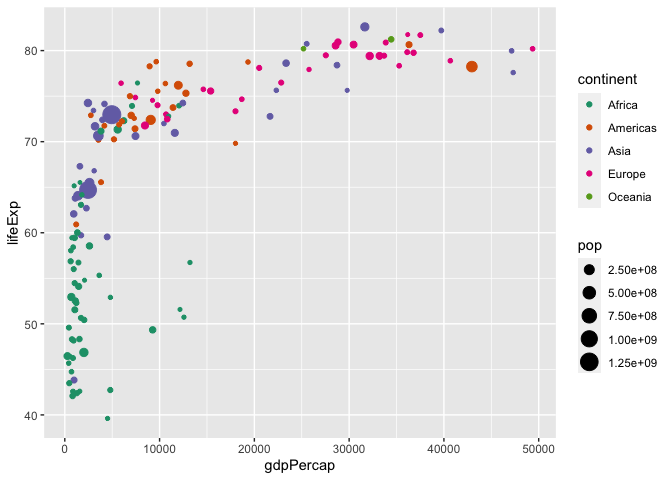 80
70
60
50
40
lifeExp
0
10000
20000
30000
40000
50000
gdpPercap
continent
Africa
Americas
Asia
Europe
Oceania
pop
2.50e+08
5.00e+08
7.50e+08
1.00e+09
1.25e+09